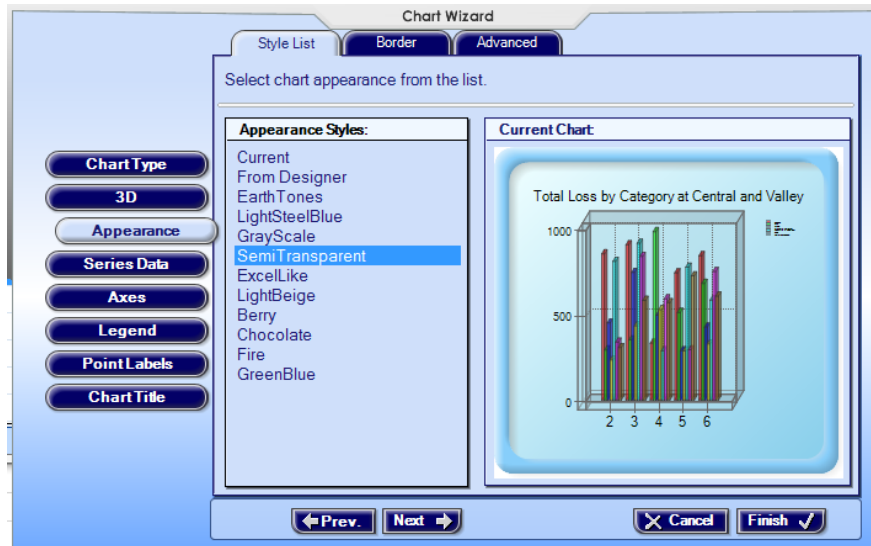 Chart Wizard
Style List
Border
Advanced
Select chart appearance from the list.
Chart Type
3D
Appearance
Series Data
Axes
Legend
Point Labels
Chart Title
Appearance Styles:
Current
From Designer
EarthTones
LightSteelBlue
GrayScale
SemiTransparent
ExcelLike
LightBeige
Berry
Chocolate
Fire
GreenBlue
Current Chart:
Total Loss by Category at Central and Valley
1000
500
0
2 3 4 5 6
Prev.
Next
Cancel
Finish